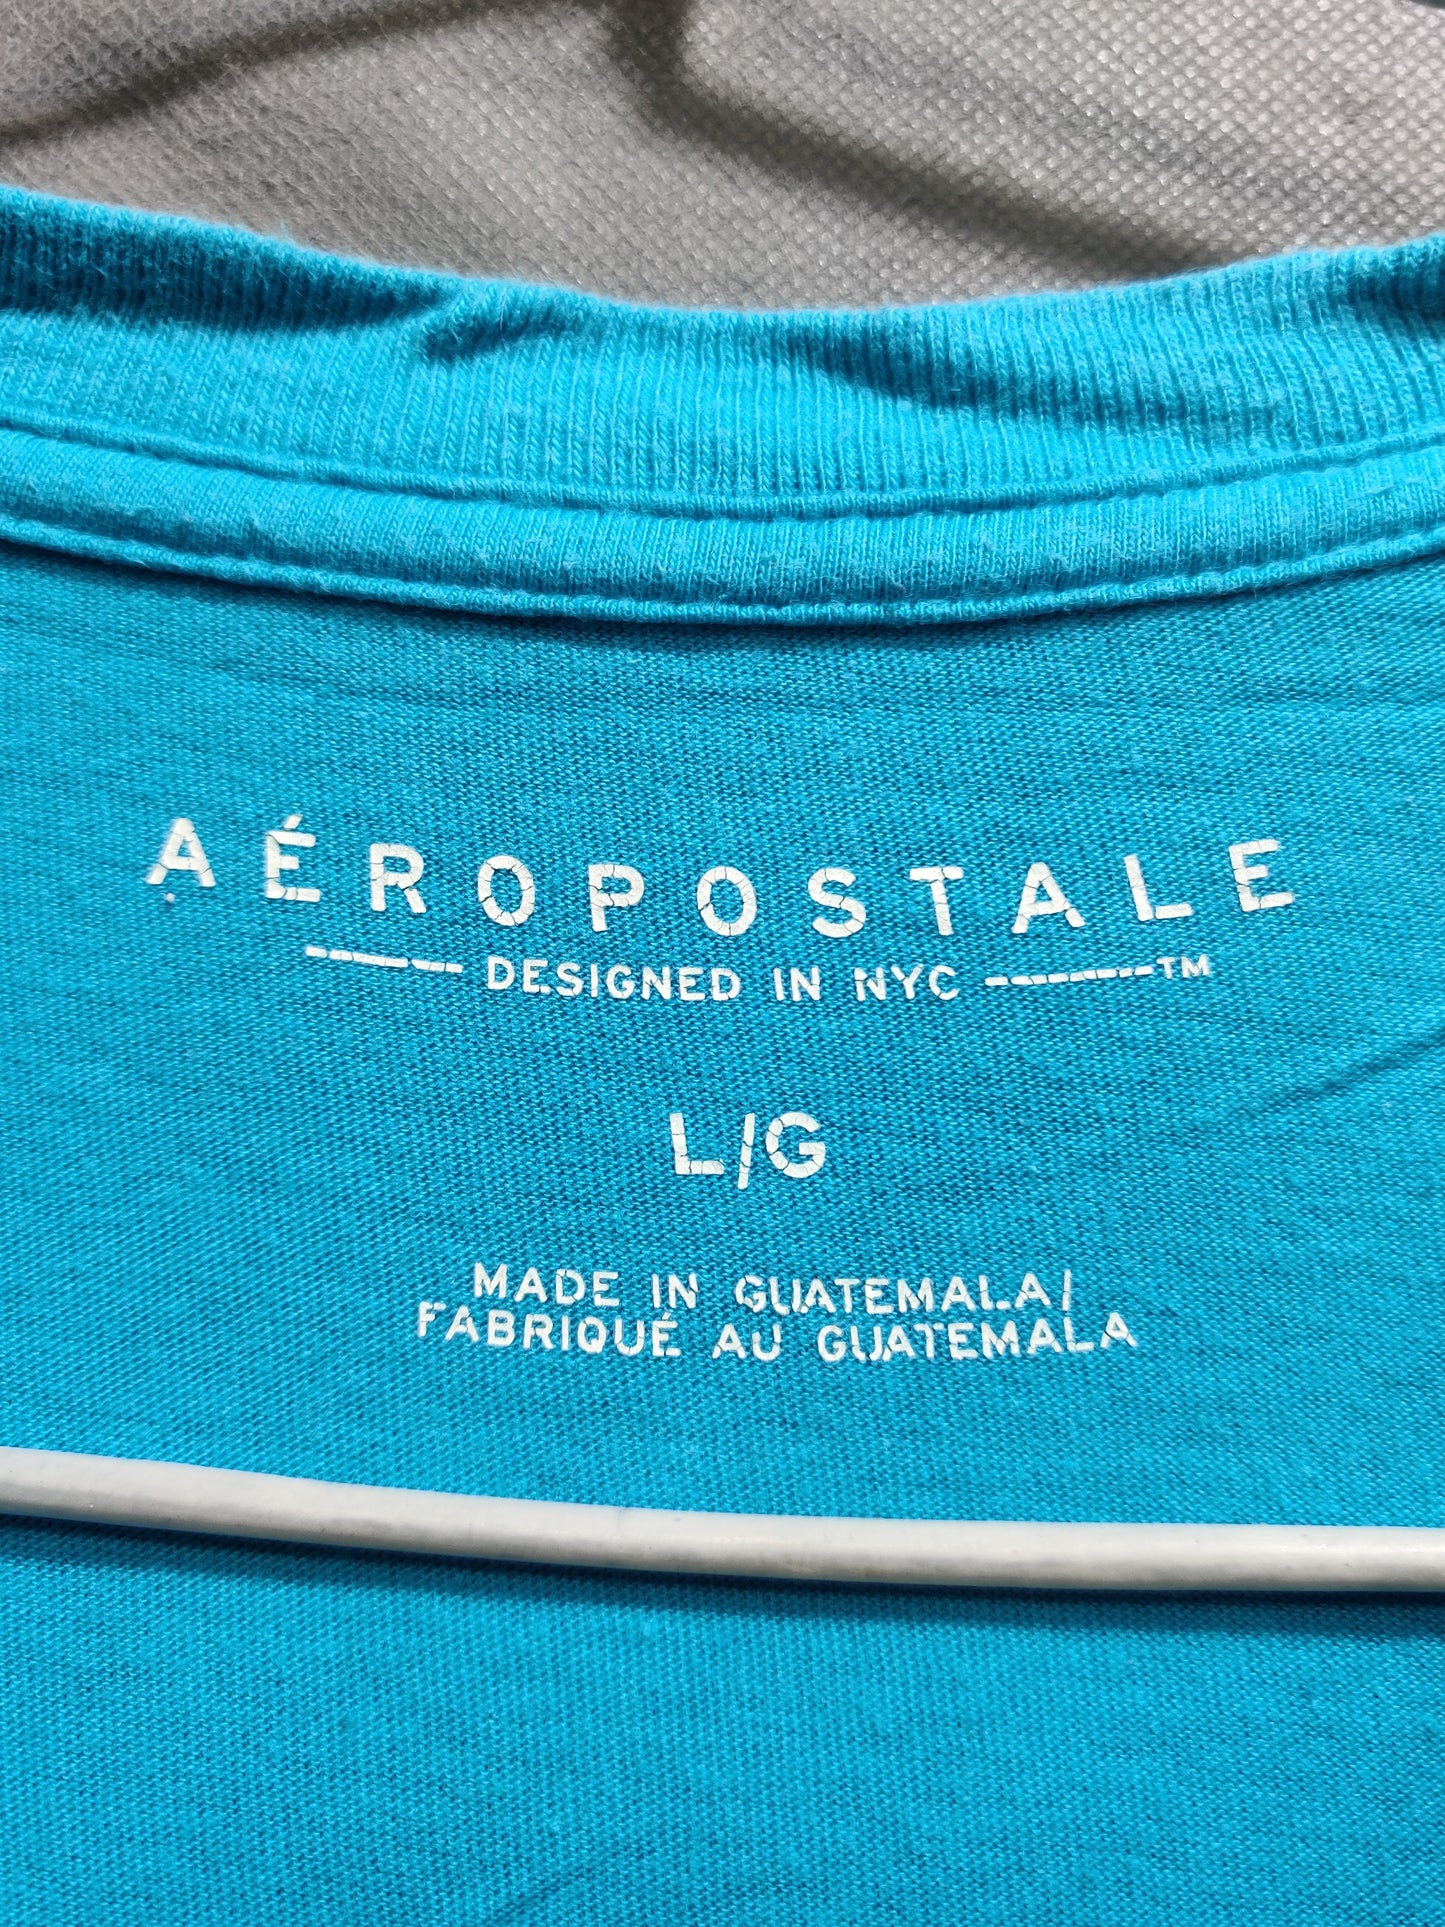 AÉROPOSTALE
DESIGNED IN NYC ™
L/G
MADE IN GUATEMALA/
FABRIQUÉ AU GUATEMALA